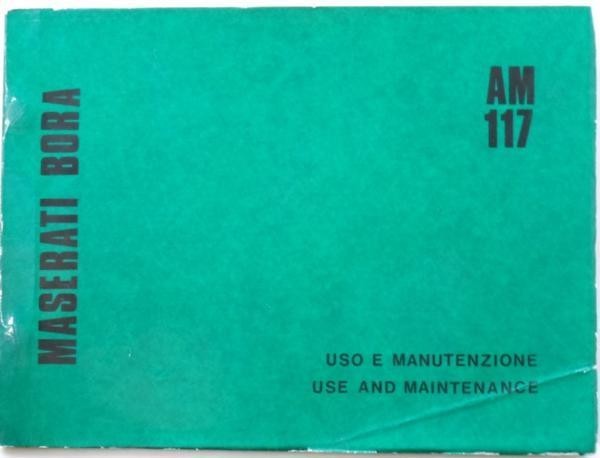 MASERATI BORA
AM
117
USO E MANUTENZIONE
USE AND MAINTENANCE